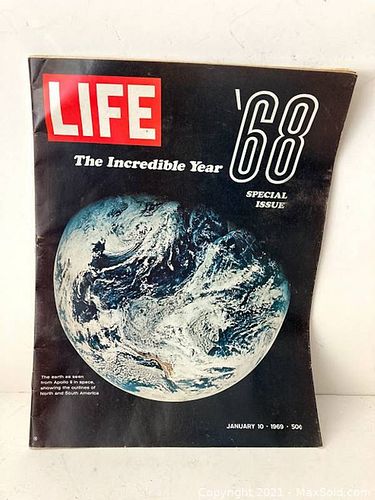 LIFE
'68
The Incredible Year
SPECIAL
ISSUE
The earth as seen
from Apollo 8 in space,
showing the outlines of
North and South America
JANUARY 10 · 1969 · 50¢
Copyright 2021 - MaxSold.com